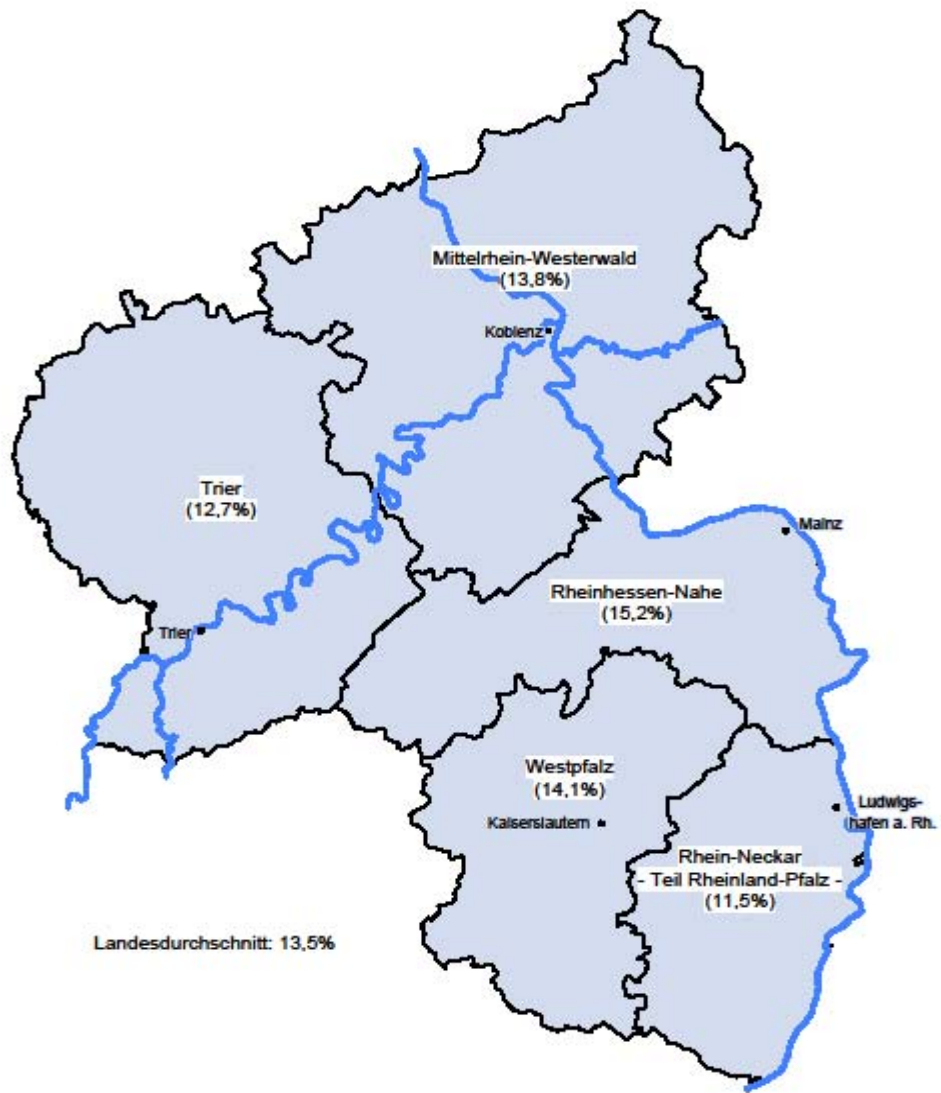 Mittelrhein-Westerwald
(13,8%)
Koblenz
Trier
(12,7%)
Mainz
Rheinhessen-Nahe
(15,2%)
Trier
Westpfalz
(14,1%)
Kaiserslautern
Ludwigs-
hafen a. Rh.
Rhein-Neckar
- Teil Rheinland-Pfalz -
(11,5%)
Landesdurchschnitt: 13,5%